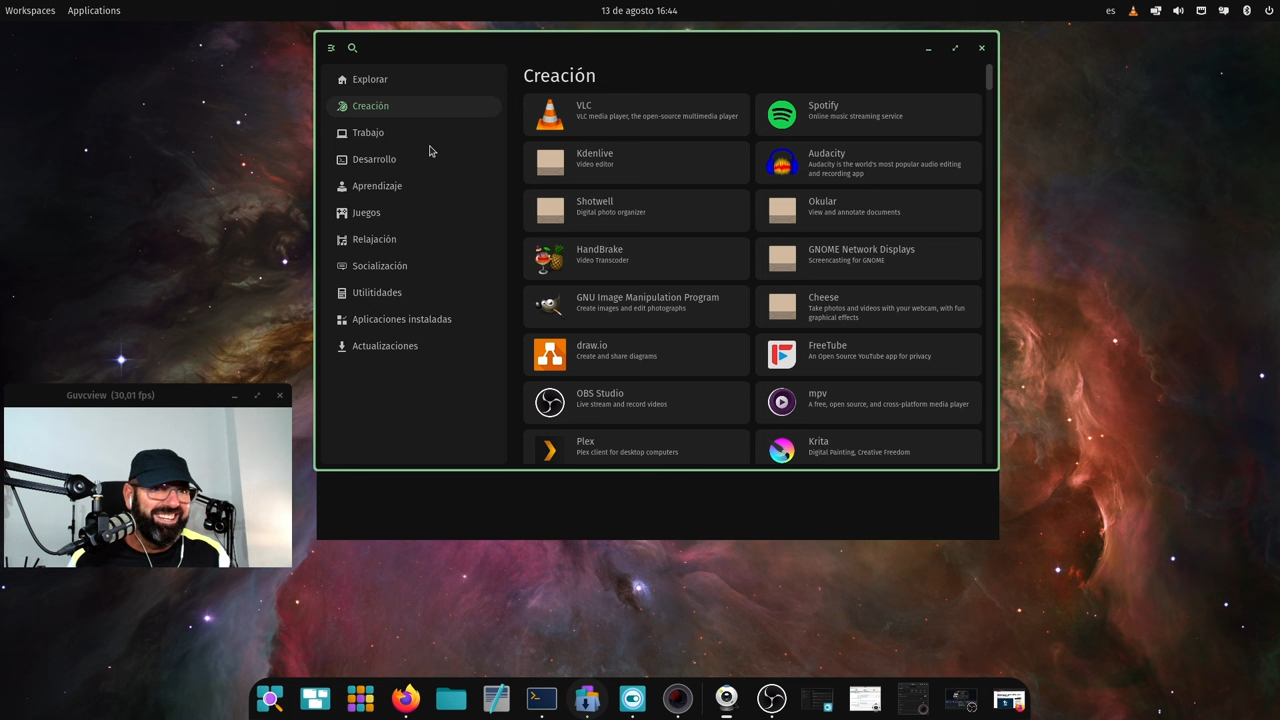 Workspaces Applications 13 de agosto 16:44 es
Explorar
Creación
Trabajo
Desarrollo
Aprendizaje
Juegos
Relajación
Socialización
Utilitidades
Aplicaciones instaladas
Actualizaciones
Creación
VLC
VLC media player, the open-source multimedia player
Spotify
Online music streaming service
Kdenlive
Video editor
Audacity
Audacity is the world's most popular audio editing
and recording app
Shotwell
Digital photo organizer
Okular
View and annotate documents
HandBrake
Video Transcoder
GNOME Network Displays
Screencasting for GNOME
GNU Image Manipulation Program
Create images and edit photographs
Cheese
Take photos and videos with your webcam, with fun
graphical effects
draw.io
Create and share diagrams
FreeTube
An Open Source YouTube app for privacy
OBS Studio
Live stream and record videos
mpv
A free, open source, and cross-platform media player
Plex
Plex client for desktop computers
Krita
Digital Painting, Creative Freedom
Guvcview (30,01 fps)